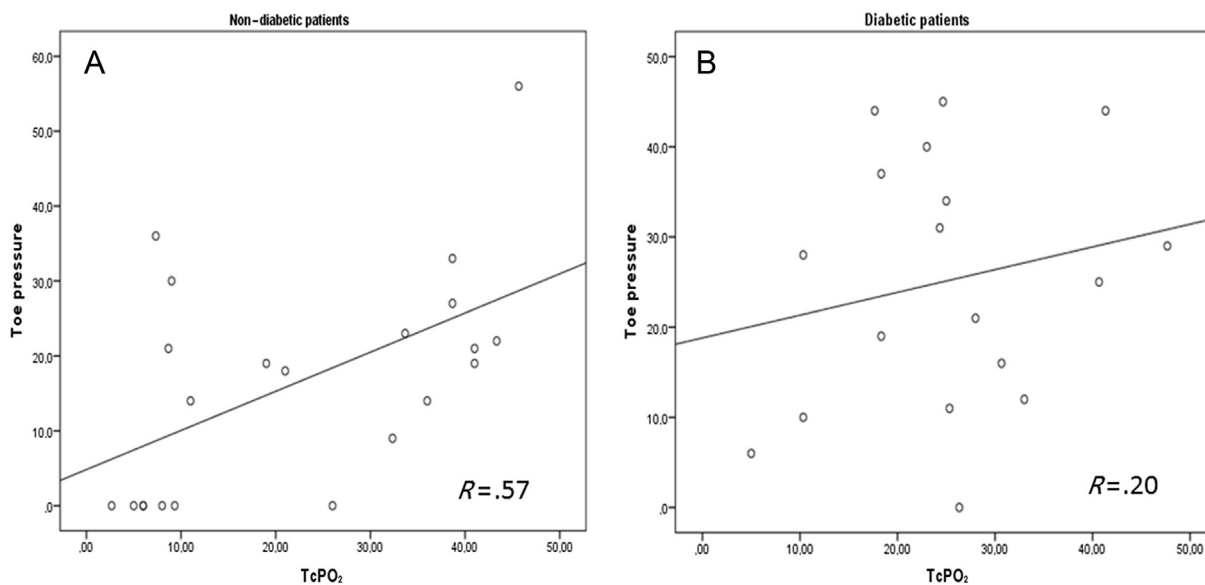 Non-diabetic patients
A
60,0
50,0
40,0
30,0
20,0
10,0
,0
Toe pressure
R=.57
,00 10,00 20,00 30,00 40,00 50,00
TcPO₂
Diabetic patients
B
50,0
40,0
30,0
20,0
10,0
,0
Toe pressure
R=.20
,00 10,00 20,00 30,00 40,00 50,00
TcPO₂